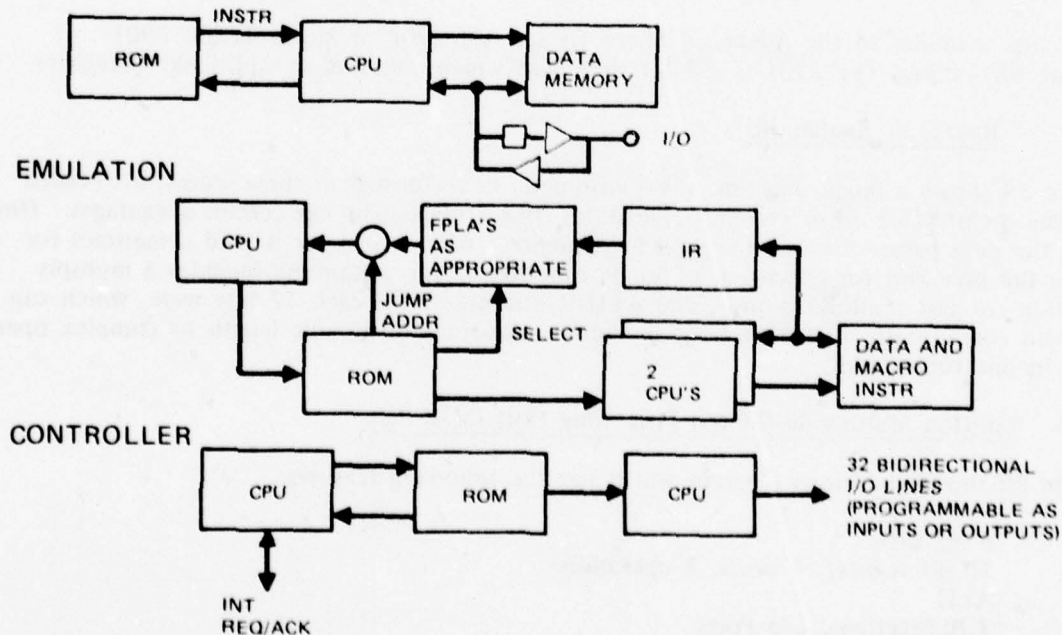 INSTR
ROM
CPU
DATA
MEMORY
I/O
EMULATION
CPU
FPLA'S
AS
APPROPRIATE
IR
JUMP
ADDR
SELECT
ROM
2
CPU'S
DATA AND
MACRO
INSTR
CONTROLLER
CPU
ROM
CPU
32 BIDIRECTIONAL
I/O LINES
(PROGRAMMABLE AS
INPUTS OR OUTPUTS)
INT
REQ/ACK